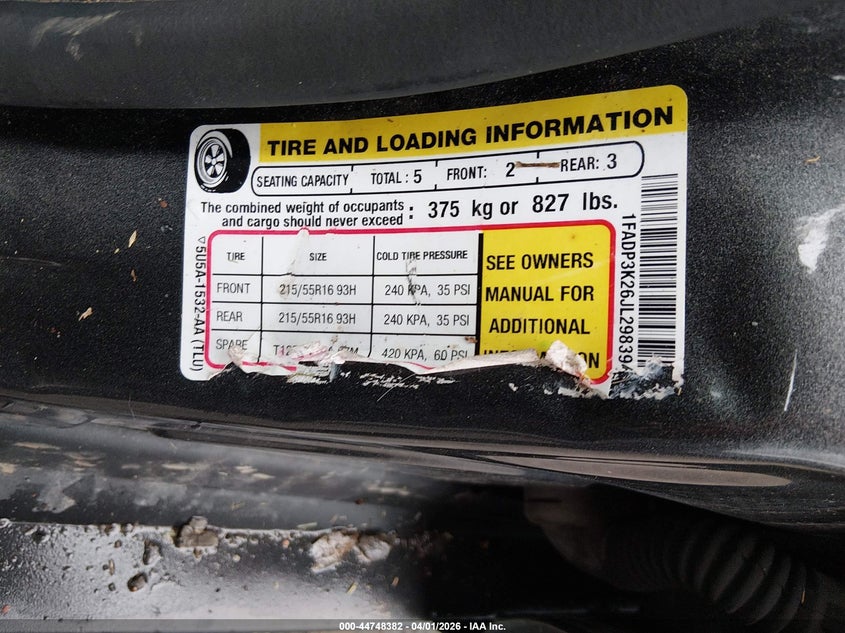 TIRE AND LOADING INFORMATION
SEATING CAPACITY TOTAL : 5 FRONT: 2 REAR: 3
The combined weight of occupants
and cargo should never exceed : 375 kg or 827 lbs.
TIRE SIZE COLD TIRE PRESSURE
FRONT 215/55R16 93H 240 KPA, 35 PSI
REAR 215/55R16 93H 240 KPA, 35 PSI
SPARE 420 KPA, 60 PSI
SEE OWNERS
MANUAL FOR
ADDITIONAL
5U5A-1532-AA (TLU)
1FADP3K26JL29839
000-44748382 - 04/01/2026 - IAA Inc.